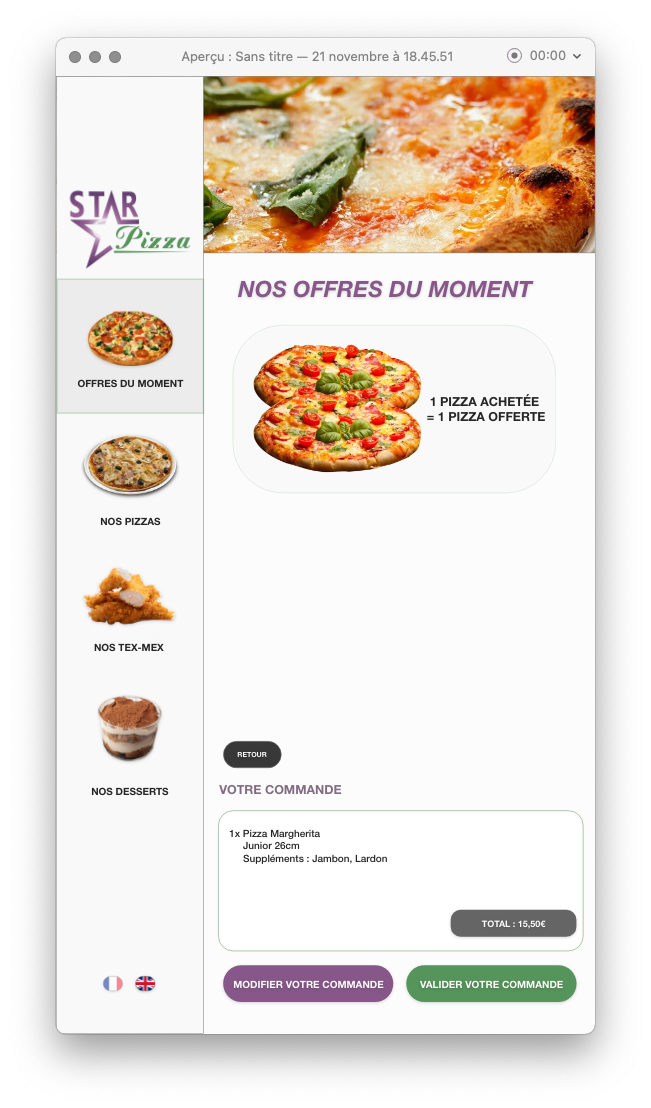 Aperçu : Sans titre — 21 novembre à 18.45.51
00:00
STAR
Pizza
OFFRES DU MOMENT
NOS PIZZAS
NOS TEX-MEX
NOS DESSERTS
NOS OFFRES DU MOMENT
1 PIZZA ACHETÉE
= 1 PIZZA OFFERTE
RETOUR
VOTRE COMMANDE
1x Pizza Margherita
Junior 26cm
Suppléments : Jambon, Lardon
TOTAL : 15,50€
MODIFIER VOTRE COMMANDE
VALIDER VOTRE COMMANDE